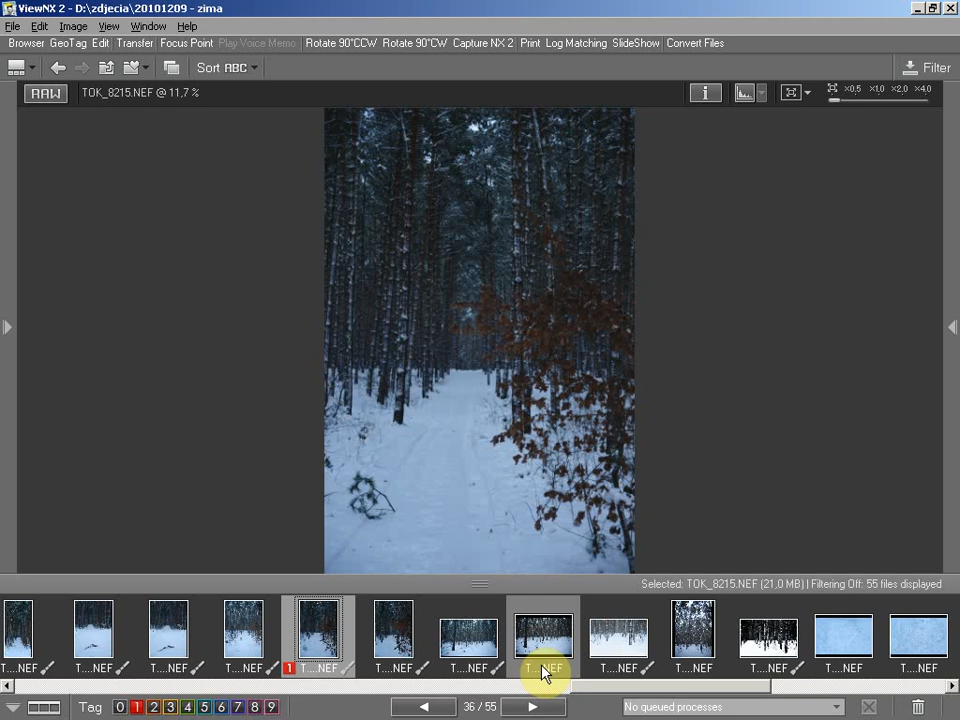 ViewNX 2 - D:\zdjecia\20101209 - zima
File Edit Image View Window Help
Browser GeoTag Edit Transfer Focus Point Play Voice Memo Rotate 90°CCW Rotate 90°CW Capture NX 2 Print Log Matching SlideShow Convert Files
Sort ABC Filter
RAW TOK_8215.NEF @ 11,7 % i x0,5 x1,0 x2,0 x4,0
Selected: TOK_8215.NEF (21,0 MB) | Filtering Off: 55 files displayed
T....NEF T....NEF T....NEF T....NEF 1 T....NEF T....NEF T....NEF T....NEF T....NEF T....NEF T....NEF T....NEF T....NEF
Tag 0 1 2 3 4 5 6 7 8 9 36 / 55 No queued processes